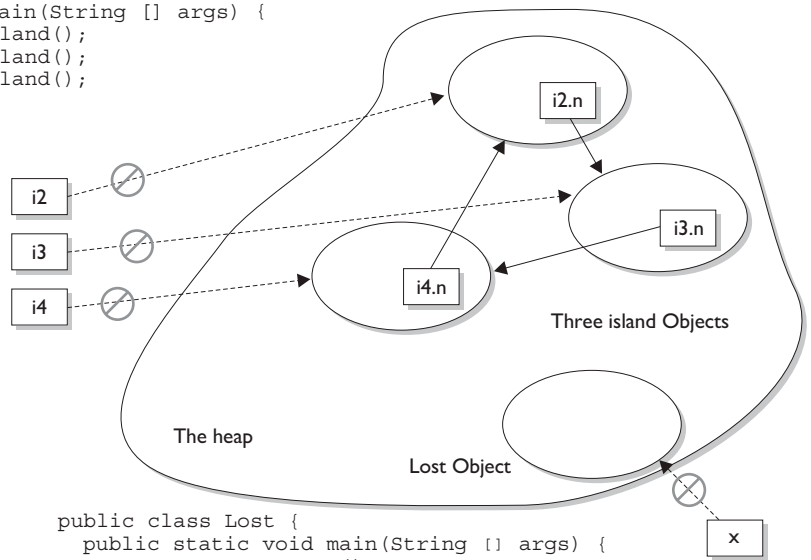 ain(String [] args) {
land();
land();
land();
i2.n
i2
i3
i3.n
i4
i4.n
Three island Objects
The heap
Lost Object
public class Lost {
public static void main(String [] args) {
x